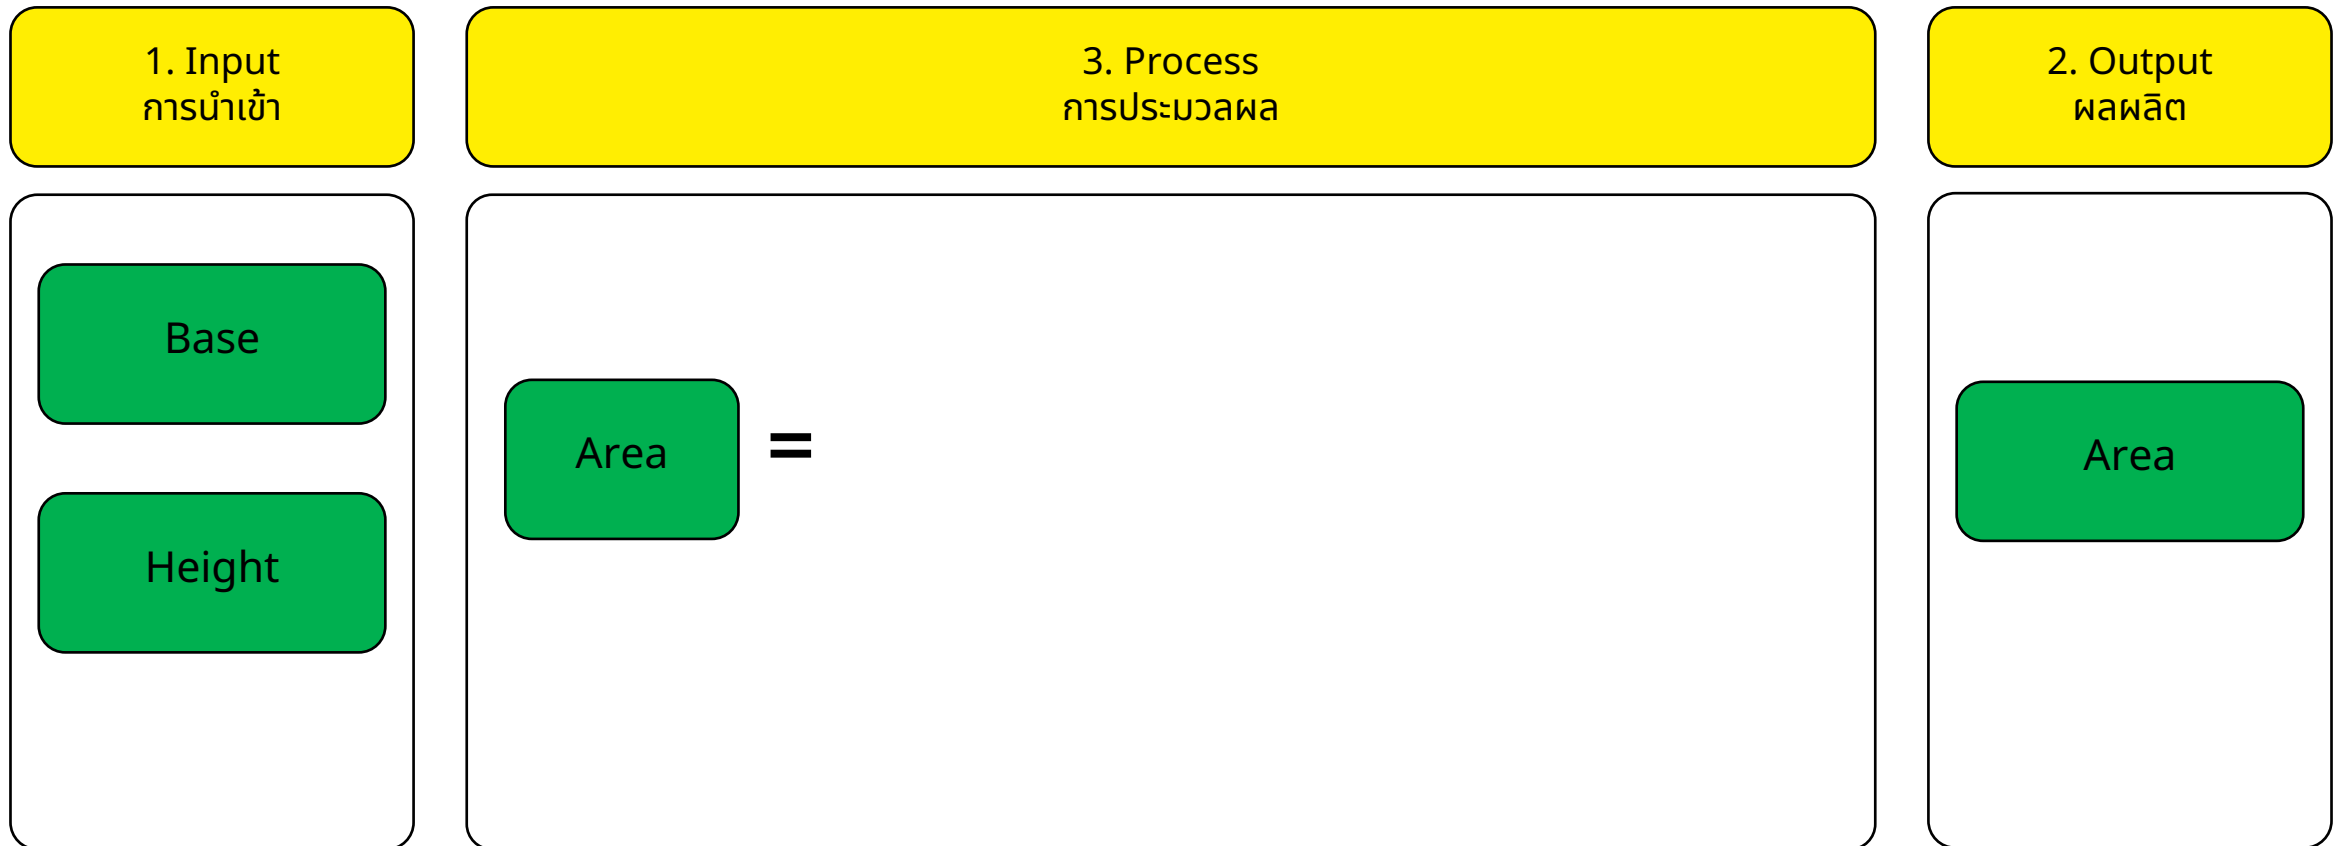 1. Input
การนำเข้า
3. Process
การประมวลผล
2. Output
ผลผลิต
Base
Height
Area
=
Area